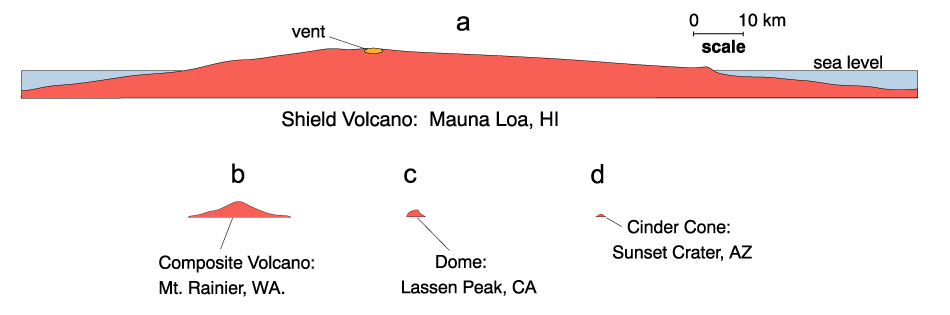 a
0 10 km
scale
vent
sea level
Shield Volcano: Mauna Loa, HI
b
c
d
Composite Volcano:
Mt. Rainier, WA.
Dome:
Lassen Peak, CA
Cinder Cone:
Sunset Crater, AZ